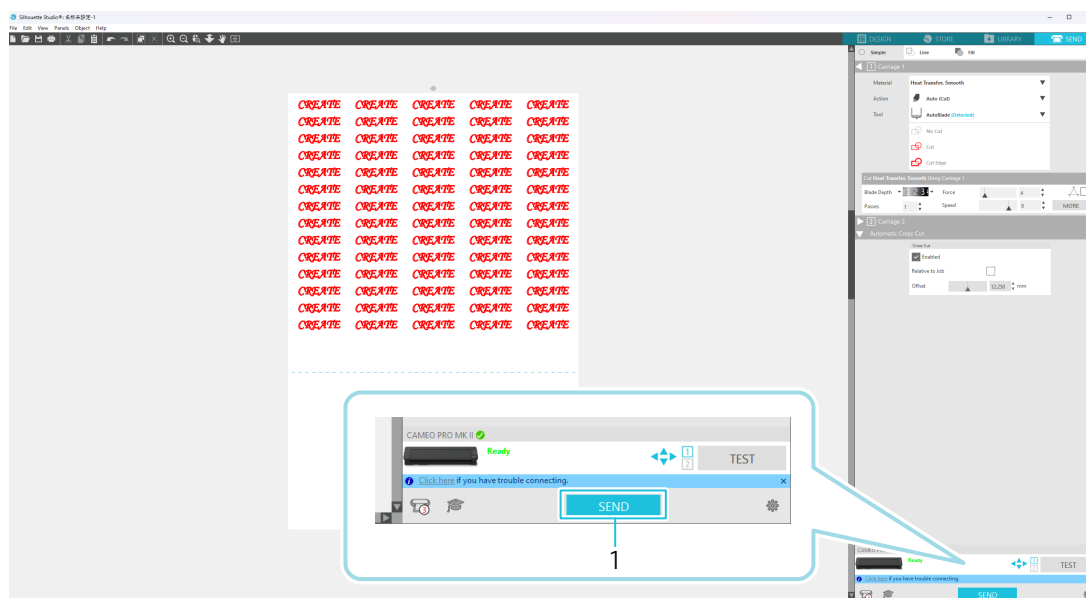 Silhouette Studio®: 名称未設定-1
File Edit View Panels Object Help
DESIGN STORE LIBRARY SEND
Simple Line Fill
1 Carriage 1
Material Heat Transfer, Smooth
Action Auto (Cut)
Tool AutoBlade (Detected)
No Cut
Cut
Cut Edge
Cut Heat Transfer, Smooth Using Carriage 1
Blade Depth Force 4
Passes 1 Speed 8 MORE
2 Carriage 2
Automatic Cross Cut
Cross Cut
Enabled
Relative to Job
Offset 12.250 mm
CREATE CREATE CREATE CREATE CREATE
CREATE CREATE CREATE CREATE CREATE
CREATE CREATE CREATE CREATE CREATE
CREATE CREATE CREATE CREATE CREATE
CREATE CREATE CREATE CREATE CREATE
CREATE CREATE CREATE CREATE CREATE
CREATE CREATE CREATE CREATE CREATE
CREATE CREATE CREATE CREATE CREATE
CREATE CREATE CREATE CREATE CREATE
CREATE CREATE CREATE CREATE CREATE
CREATE CREATE CREATE CREATE CREATE
CREATE CREATE CREATE CREATE CREATE
CREATE CREATE CREATE CREATE CREATE
CREATE CREATE CREATE CREATE CREATE
CAMEO PRO MK II
Ready 1 2 TEST
Click here if you have trouble connecting.
3 SEND
1
Ready TEST
Click here if you have trouble connecting.
SEND